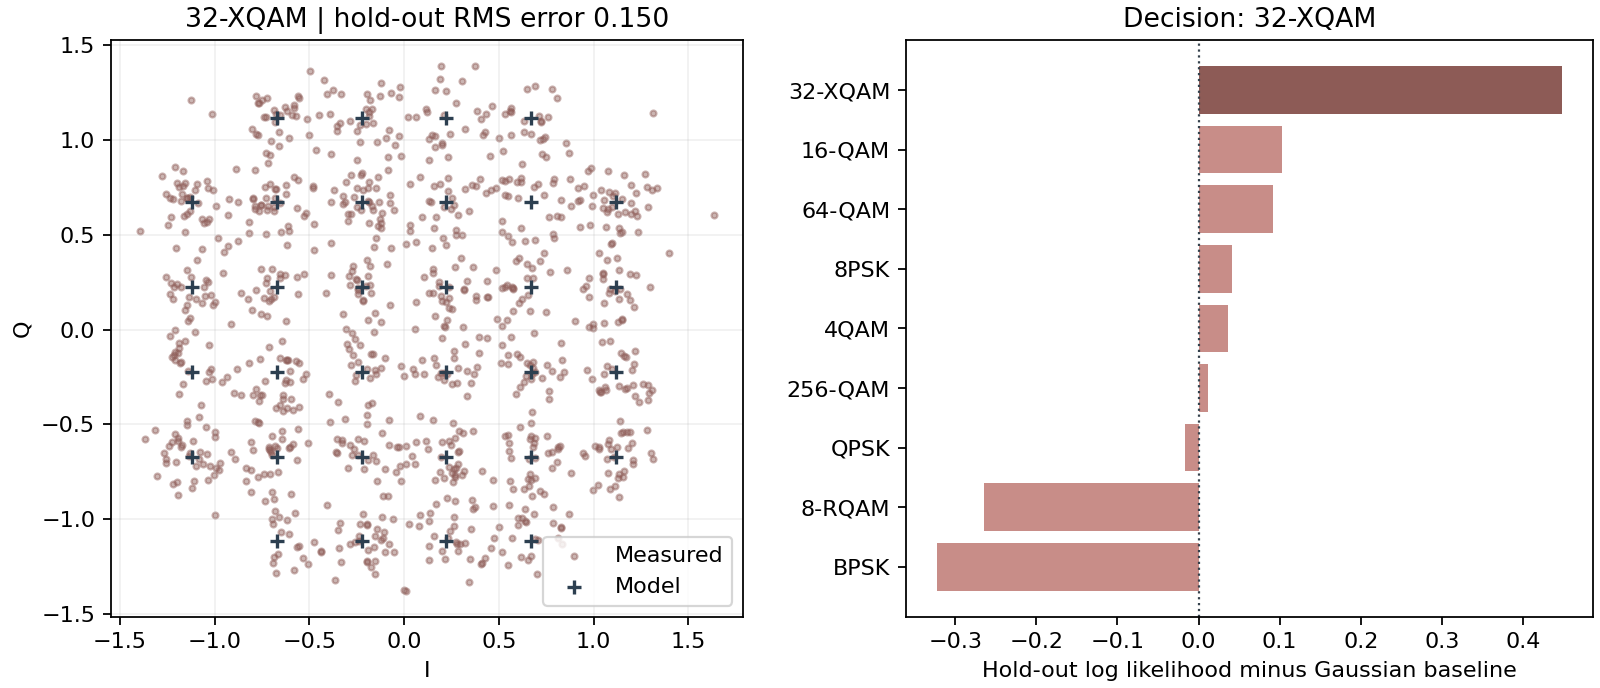 32-XQAM | hold-out RMS error 0.150
1.5
1.0
0.5
0.0
−0.5
−1.0
−1.5
Q
−1.5
−1.0
−0.5
0.0
0.5
1.0
1.5
I
Measured
Model
Decision: 32-XQAM
32-XQAM
16-QAM
64-QAM
8PSK
4QAM
256-QAM
QPSK
8-RQAM
BPSK
−0.3
−0.2
−0.1
0.0
0.1
0.2
0.3
0.4
Hold-out log likelihood minus Gaussian baseline